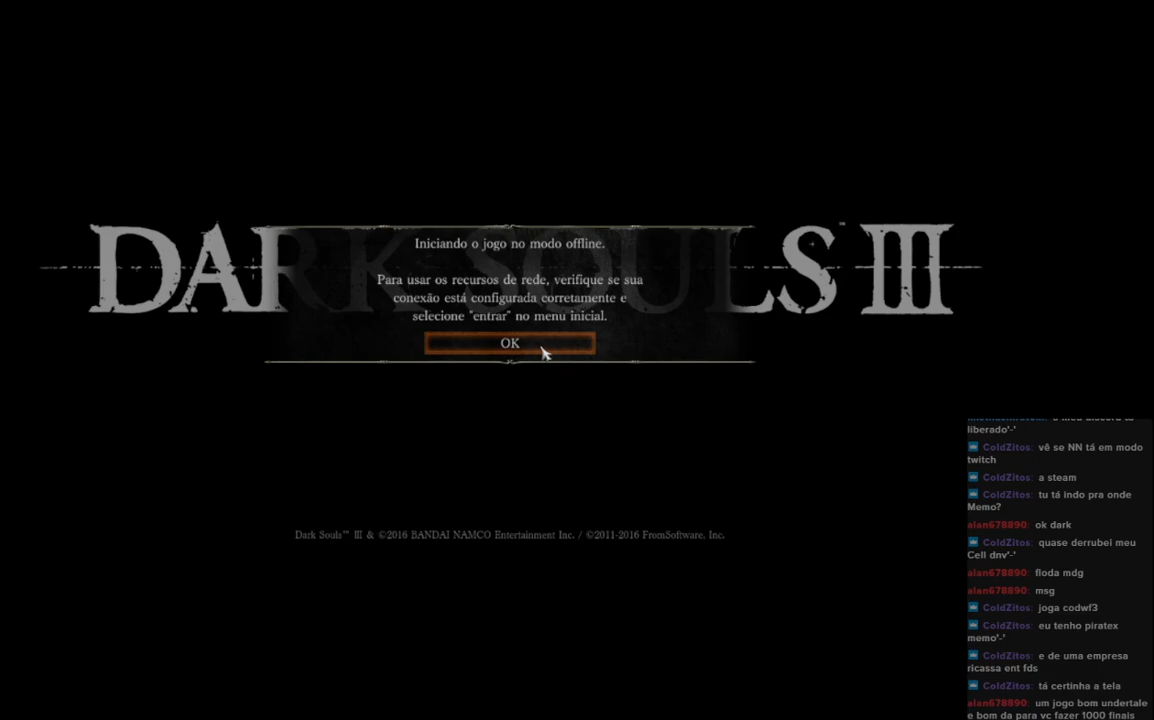 DARK SOULS III
Iniciando o jogo no modo offline.
Para usar os recursos de rede, verifique se sua
conexão está configurada corretamente e
selecione "entrar" no menu inicial.
OK
Dark Souls™ III & ©2016 BANDAI NAMCO Entertainment Inc. / ©2011-2016 FromSoftware, Inc.
liberado'-'
ColdZitos: vê se NN tá em modo
twitch
ColdZitos: a steam
ColdZitos: tu tá indo pra onde
Memo?
alan678890: ok dark
ColdZitos: quase derrubei meu
Cell dnv'-'
alan678890: floda mdg
alan678890: msg
ColdZitos: joga codwf3
ColdZitos: eu tenho piratex
memo'-'
ColdZitos: e de uma empresa
ricassa ent fds
ColdZitos: tá certinha a tela
alan678890: um jogo bom undertale
e bom da para vc fazer 1000 finais